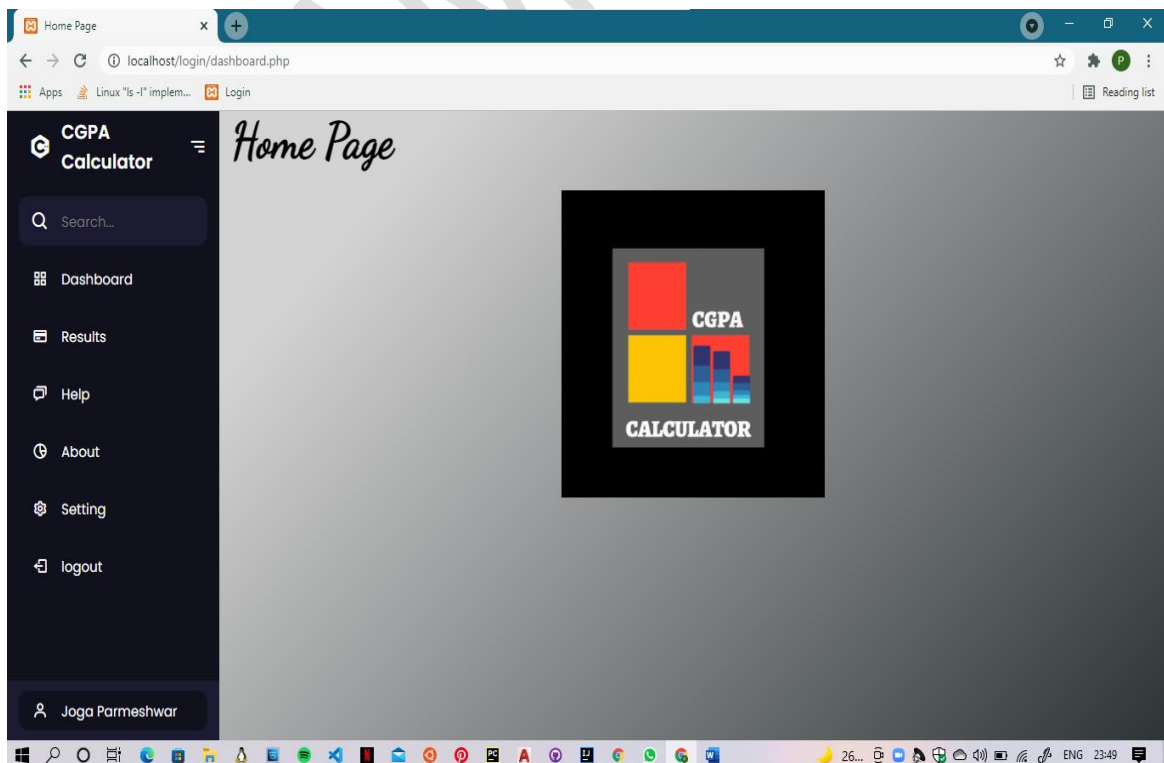 Home Page
localhost/login/dashboard.php
P
Apps
Linux "ls -l" implem...
Login
Reading list
CGPA
Calculator
Home Page
Search...
Dashboard
Results
Help
About
Setting
logout
Joga Parmeshwar
CGPA
CALCULATOR
26...
ENG
23:49